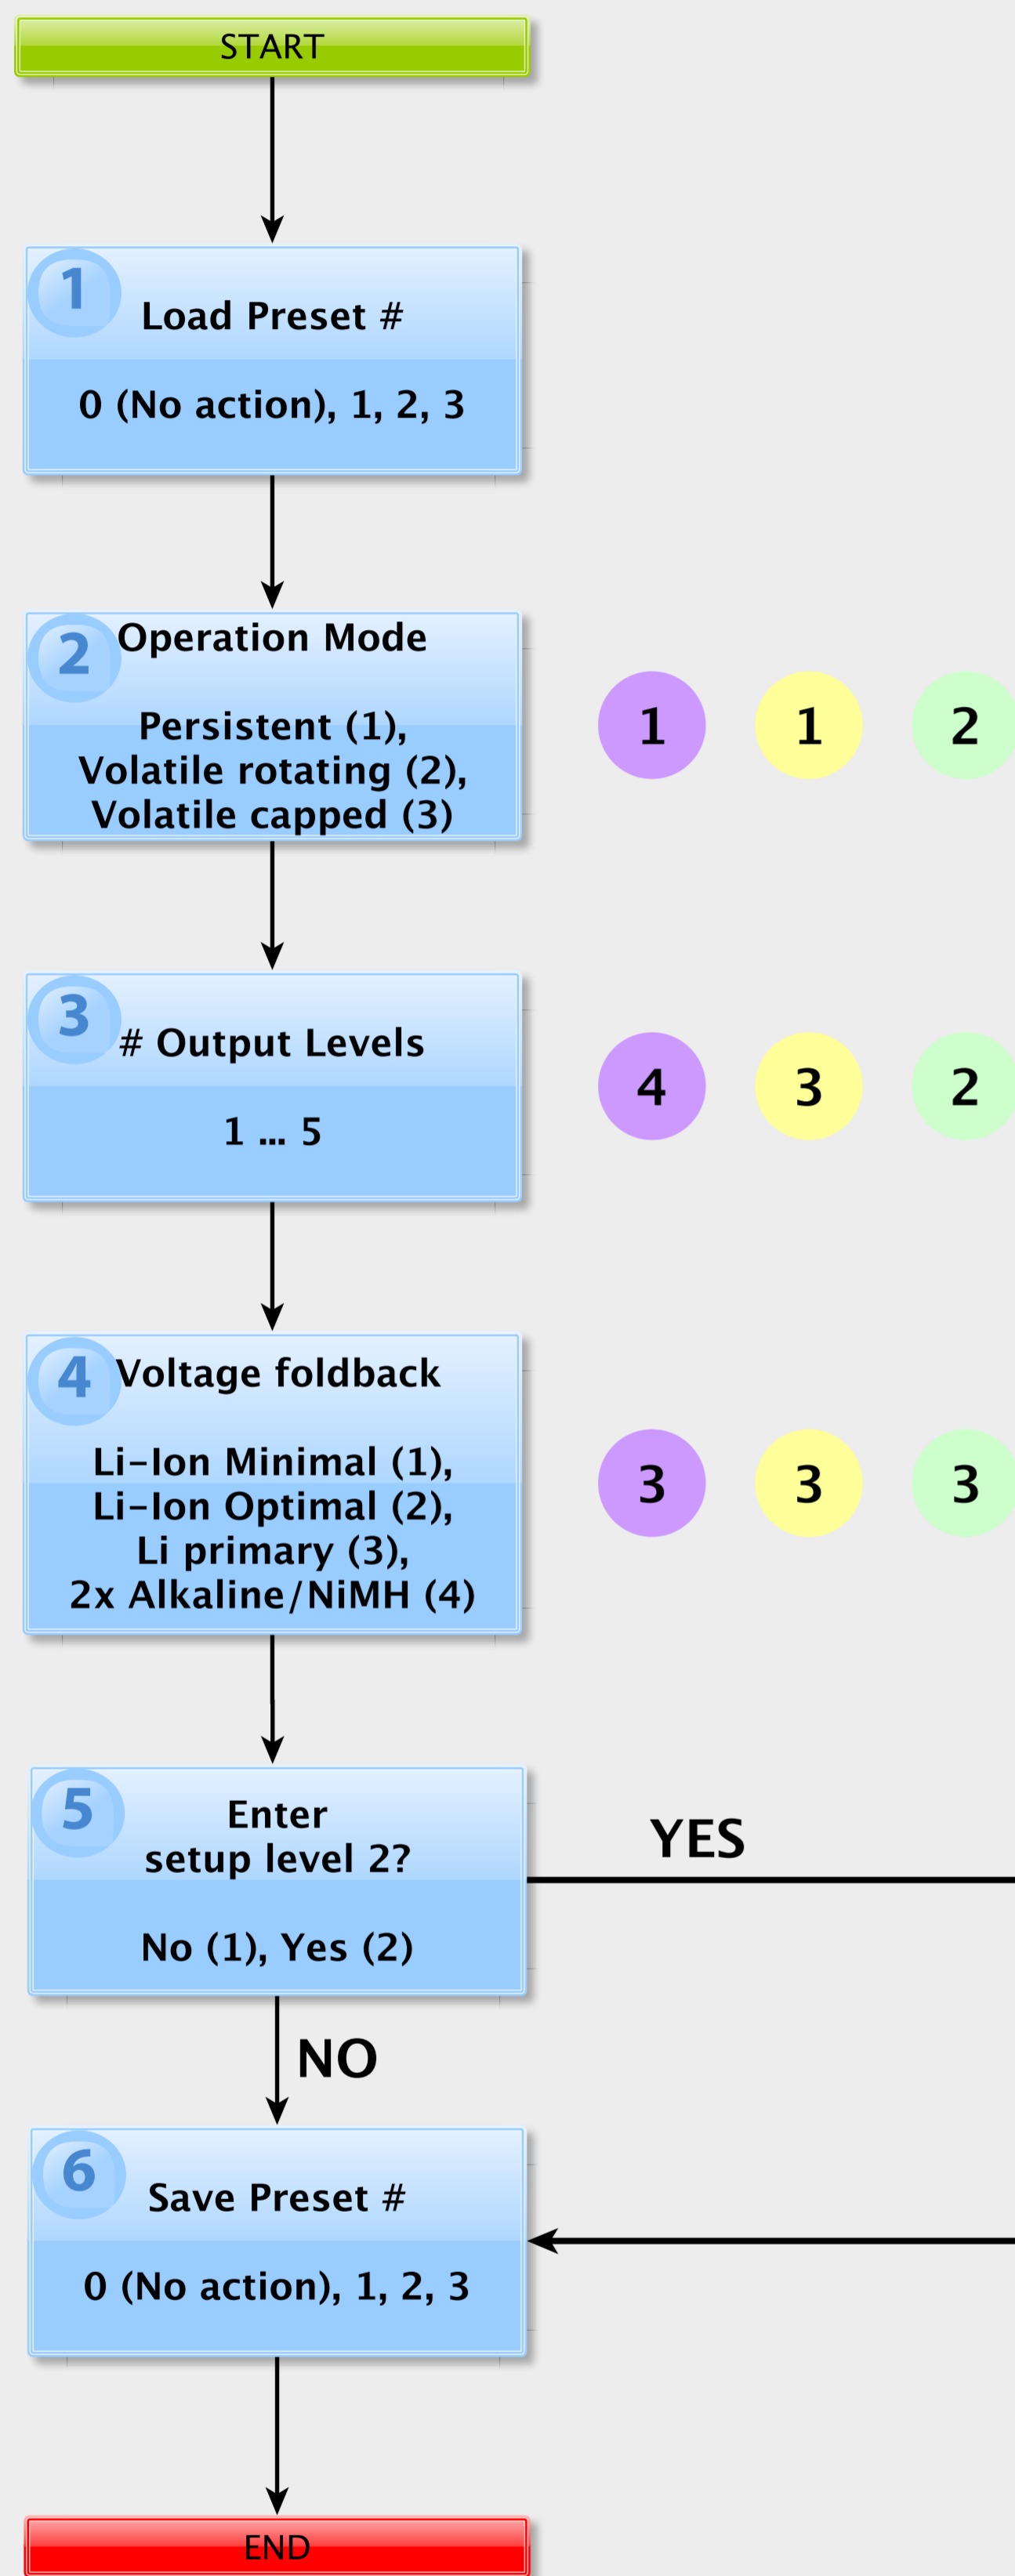 START
1
Load Preset #
0 (No action), 1, 2, 3
2
Operation Mode
Persistent (1),
Volatile rotating (2),
Volatile capped (3)
1 1 2
3
# Output Levels
1 ... 5
4 3 2
4
Voltage foldback
Li-Ion Minimal (1),
Li-Ion Optimal (2),
Li primary (3),
2x Alkaline/NiMH (4)
3 3 3
5
Enter
setup level 2?
No (1), Yes (2)
YES
NO
6
Save Preset #
0 (No action), 1, 2, 3
END